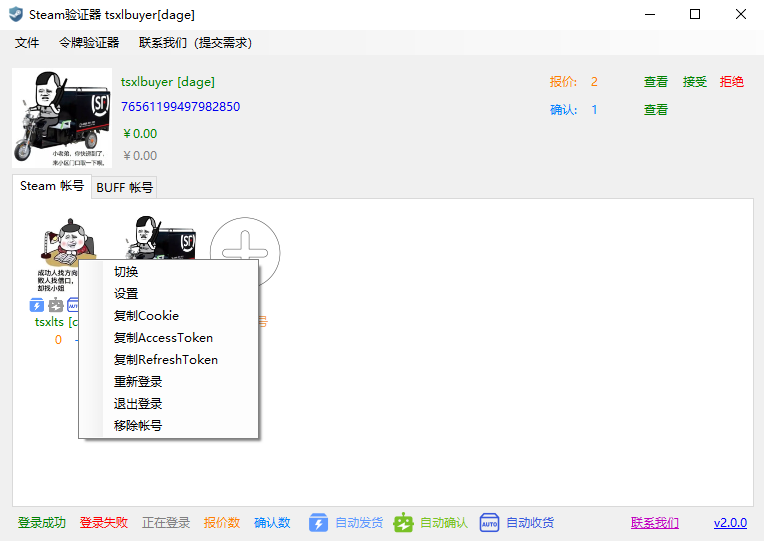 Steam验证器 tsxlbuyer[dage]
文件 令牌验证器 联系我们（提交需求）
tsxlbuyer [dage]
76561199497982850
￥0.00
￥0.00
报价: 2 查看 接受 拒绝
确认: 1 查看
小老弟，你快递到了，
来小区门口取一下呗。
Steam 帐号 BUFF 帐号
成功人找方向
败人找借口,
却找小姐
tsxlts [d
0
号
切换
设置
复制Cookie
复制AccessToken
复制RefreshToken
重新登录
退出登录
移除帐号
登录成功 登录失败 正在登录 报价数 确认数 自动发货 自动确认 AUTO 自动收货 联系我们 v2.0.0